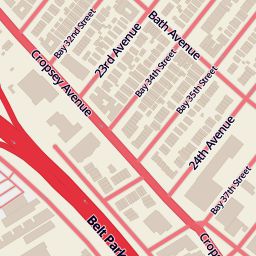 Bay 32nd Street
23rd Avenue
Bath Avenue
Cropsey Avenue
Bay 34th Street
Bay 35th Street
24th Avenue
Bay 37th Street
Belt Park
Crop